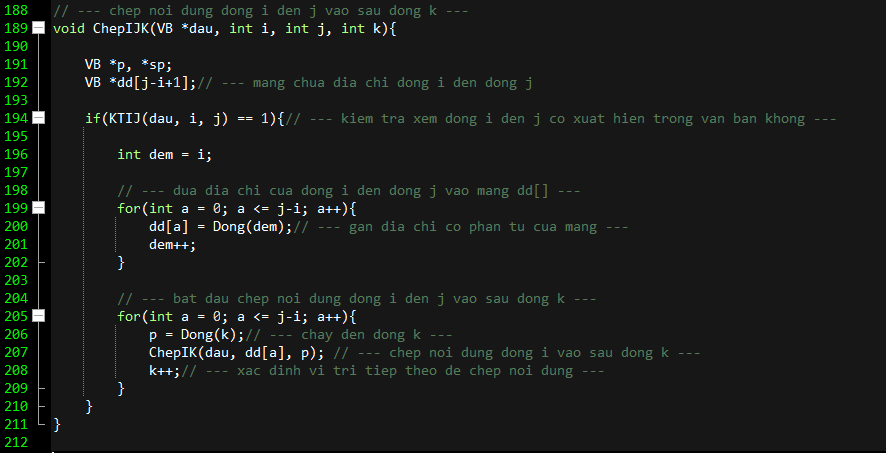 188 // --- chep noi dung dong i den j vao sau dong k ---
189 void ChepIJK(VB *dau, int i, int j, int k){
190
191     VB *p, *sp;
192     VB *dd[j-i+1];// --- mang chua dia chi dong i den dong j
193
194     if(KTIJ(dau, i, j) == 1){// --- kiem tra xem dong i den j co xuat hien trong van ban khong ---
195
196         int dem = i;
197
198         // --- dua dia chi cua dong i den dong j vao mang dd[] ---
199         for(int a = 0; a <= j-i; a++){
200             dd[a] = Dong(dem);// --- gan dia chi co phan tu cua mang ---
201             dem++;
202         }
203
204         // --- bat dau chep noi dung dong i den j vao sau dong k ---
205         for(int a = 0; a <= j-i; a++){
206             p = Dong(k);// --- chay den dong k ---
207             ChepIK(dau, dd[a], p); // --- chep noi dung dong i vao sau dong k ---
208             k++;// --- xac dinh vi tri tiep theo de chep noi dung ---
209         }
210     }
211 }
212